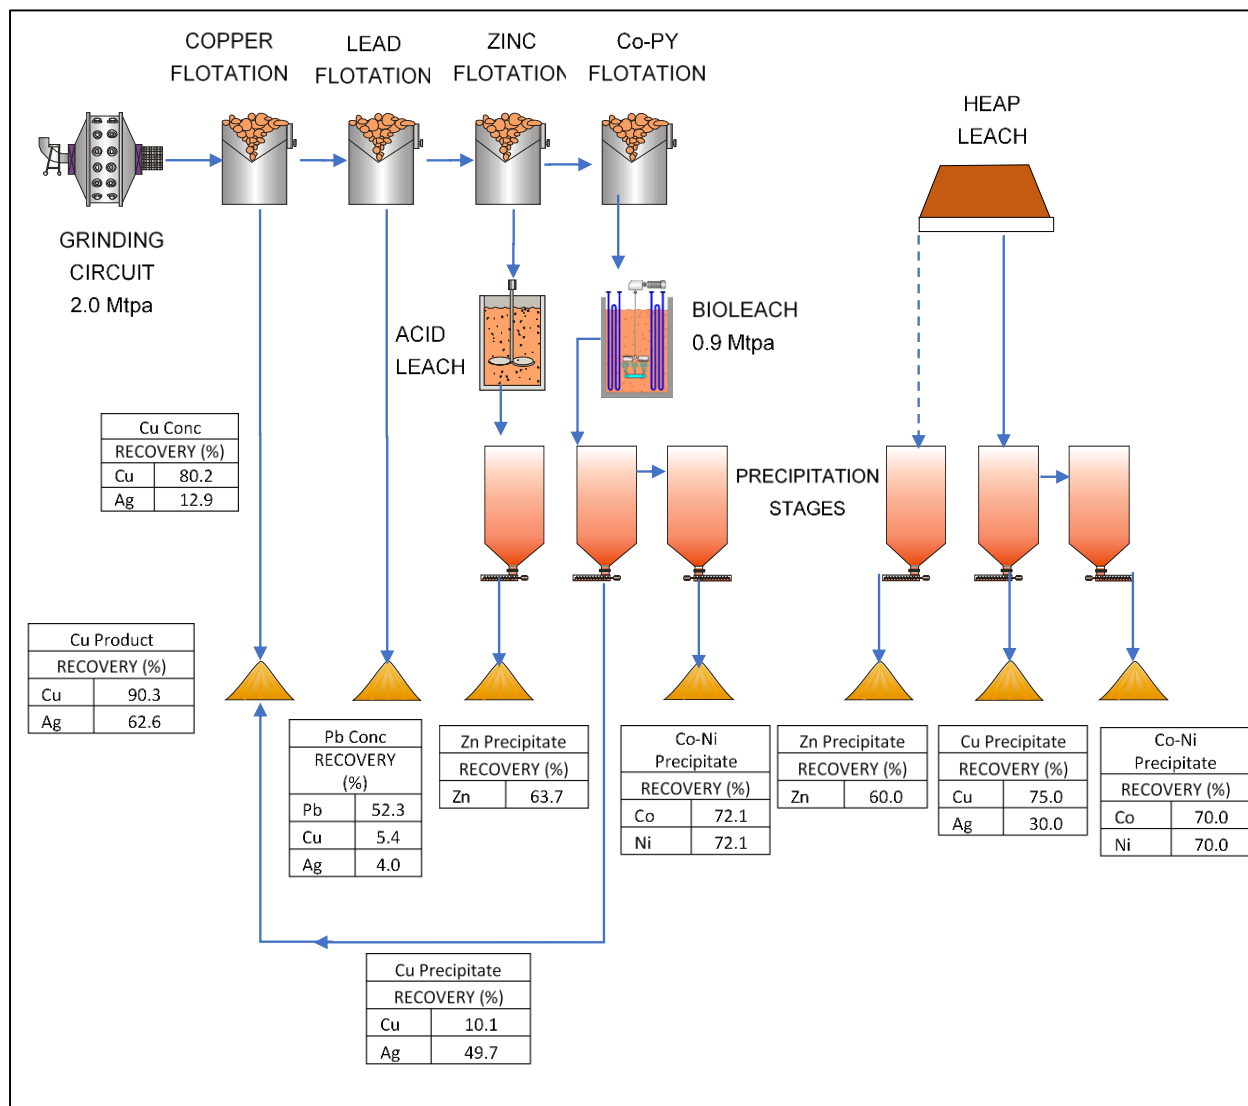 COPPER
FLOTATION
LEAD
FLOTATION
ZINC
FLOTATION
Co-PY
FLOTATION
HEAP
LEACH
GRINDING
CIRCUIT
2.0 Mtpa
ACID
LEACH
BIOLEACH
0.9 Mtpa
PRECIPITATION
STAGES
Cu Conc
RECOVERY (%)
Cu 80.2
Ag 12.9
Cu Product
RECOVERY (%)
Cu 90.3
Ag 62.6
Pb Conc
RECOVERY
(%)
Pb 52.3
Cu 5.4
Ag 4.0
Zn Precipitate
RECOVERY (%)
Zn 63.7
Co-Ni
Precipitate
RECOVERY (%)
Co 72.1
Ni 72.1
Zn Precipitate
RECOVERY (%)
Zn 60.0
Cu Precipitate
RECOVERY (%)
Cu 75.0
Ag 30.0
Co-Ni
Precipitate
RECOVERY (%)
Co 70.0
Ni 70.0
Cu Precipitate
RECOVERY (%)
Cu 10.1
Ag 49.7